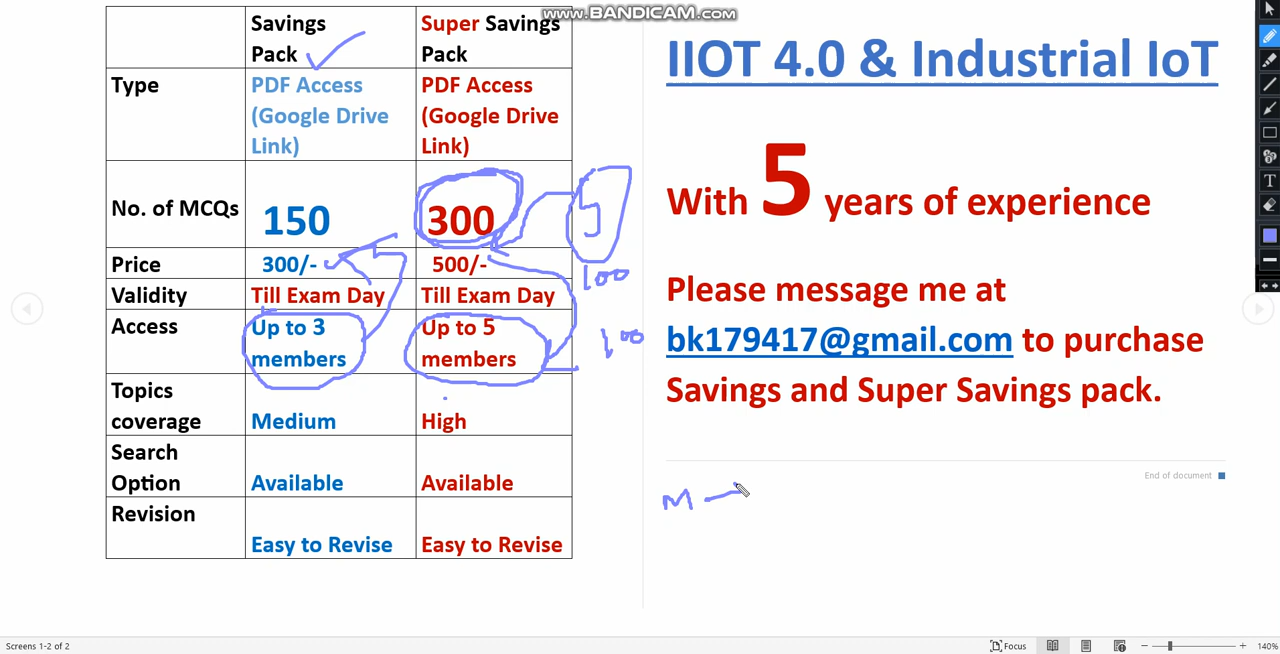 www.BANDICAM.com
Savings Pack
Super Savings Pack
Type
PDF Access (Google Drive Link)
PDF Access (Google Drive Link)
No. of MCQs
150
300
5
Price
300/-
500/-
100
Validity
Till Exam Day
Till Exam Day
Access
Up to 3 members
Up to 5 members
100
Topics coverage
Medium
High
Search Option
Available
Available
Revision
Easy to Revise
Easy to Revise
IIOT 4.0 & Industrial IoT
With 5 years of experience
Please message me at
bk179417@gmail.com to purchase
Savings and Super Savings pack.
End of document
M
Screens 1-2 of 2
Focus
140%